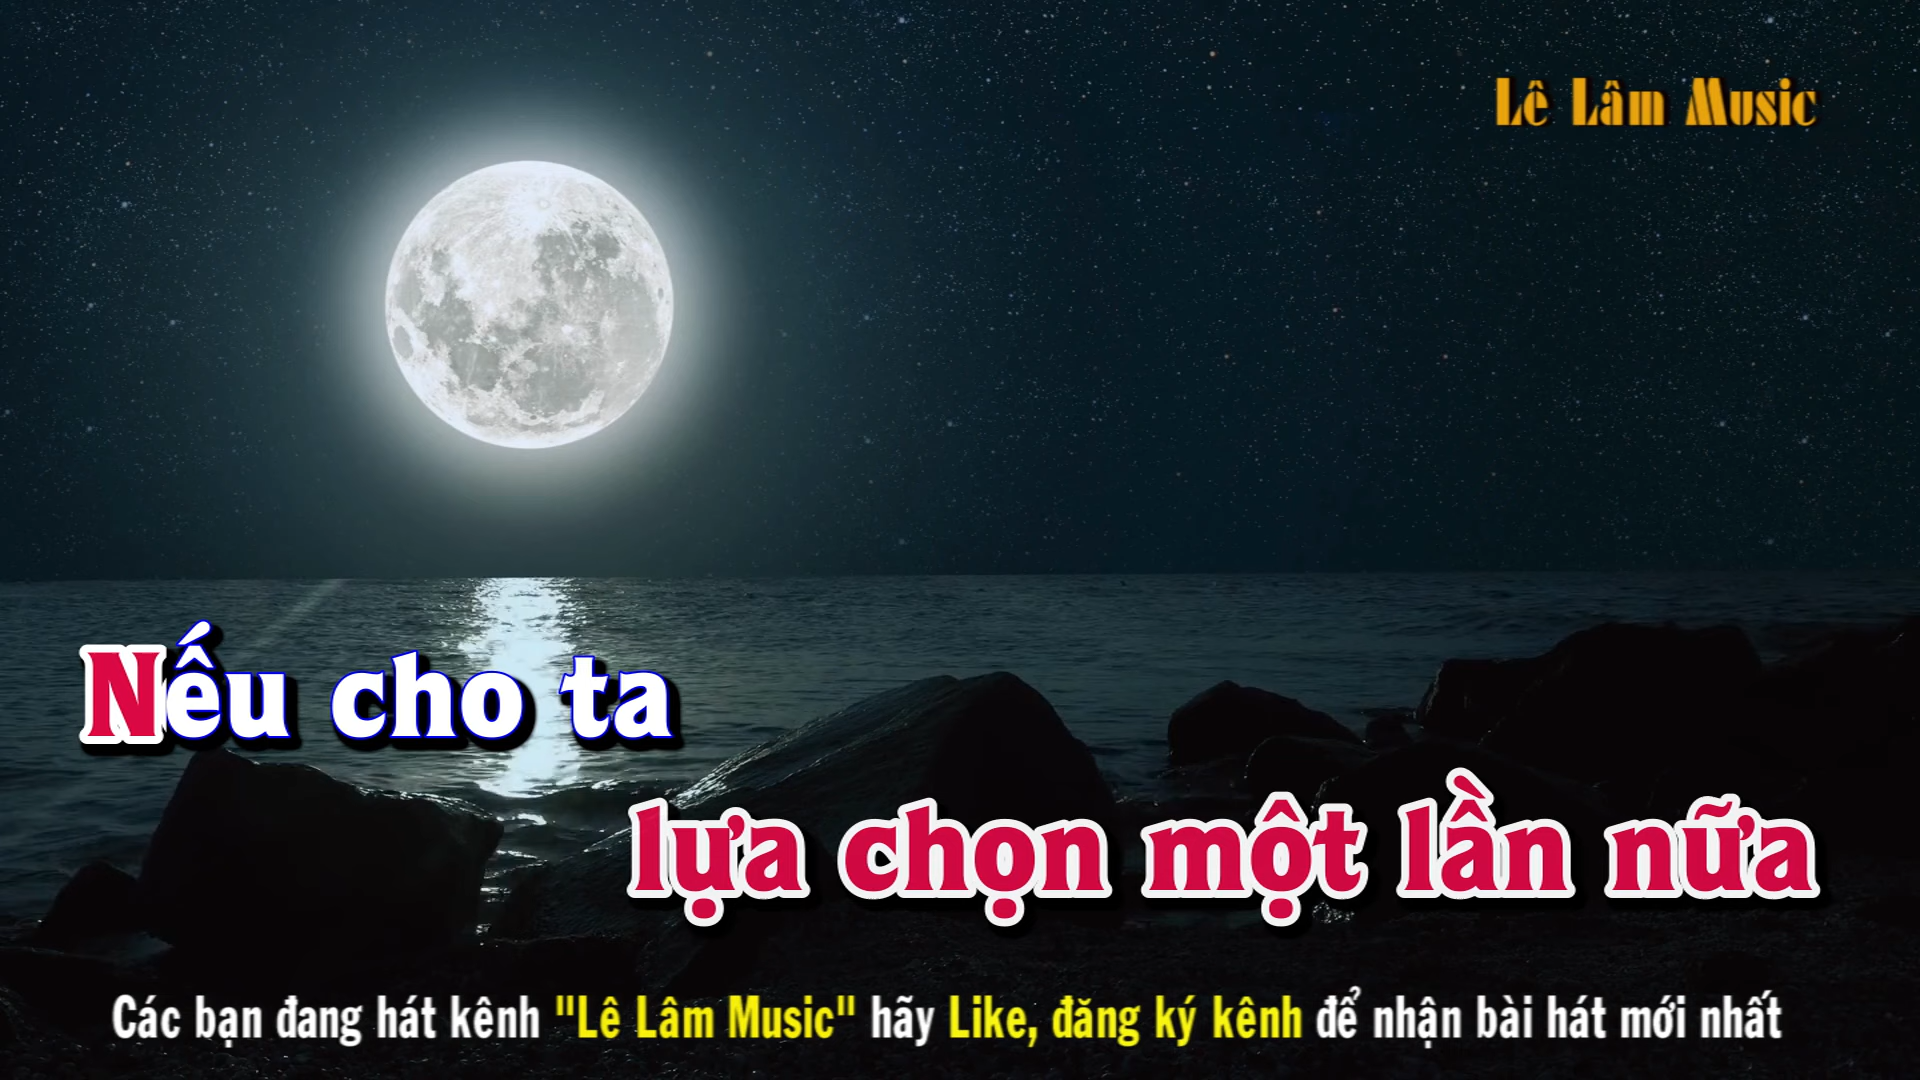 Lê Lâm Music
Nếu cho ta
lựa chọn một lần nữa
Các bạn đang hát kênh "Lê Lâm Music" hãy Like, đăng ký kênh để nhận bài hát mới nhất